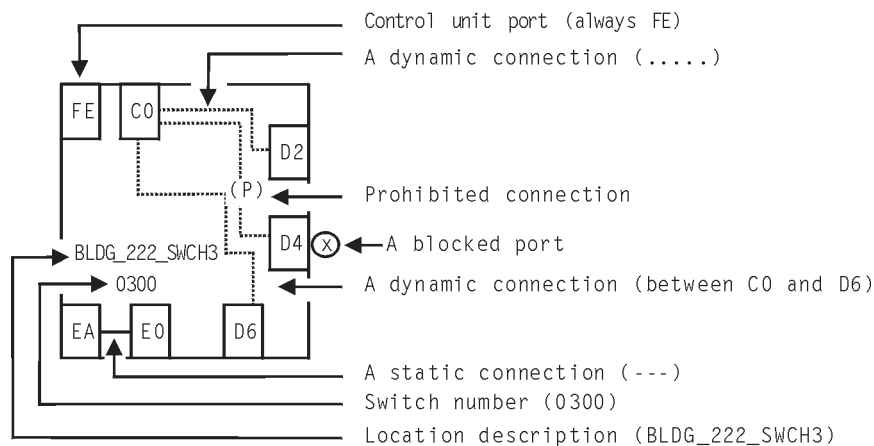 Control unit port (always FE)
A dynamic connection (.....)
FE
C0
D2
(P)
Prohibited connection
D4
X
A blocked port
BLDG_222_SWCH3
0300
A dynamic connection (between C0 and D6)
EA
E0
D6
A static connection (---)
Switch number (0300)
Location description (BLDG_222_SWCH3)